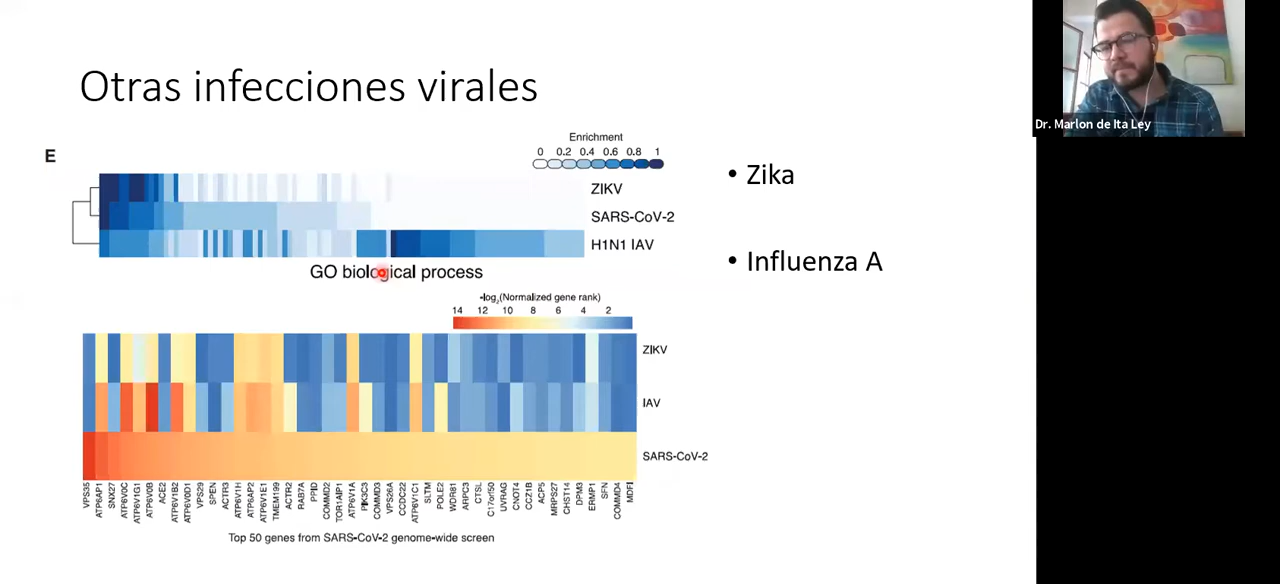 Otras infecciones virales
E
Enrichment
0 0.2 0.4 0.6 0.8 1
ZIKV
SARS-CoV-2
H1N1 IAV
GO biological process
-log₂(Normalized gene rank)
14 12 10 8 6 4 2
ZIKV
IAV
SARS-CoV-2
VPS35
ATP6AP1
SNX27
ATP6V0C
ATP6V1G1
ATP6V0B
ACE2
ATP6V1B2
ATP6V0D1
VPS29
SPEN
ACTR3
ATP6V1H
ATP6AP2
ATP6V1E1
TMEM199
ACTR2
RAB7A
PPID
COMMD2
TOR1AIP1
ATP6V1A
PIK3C3
COMMD3
VPS26A
CCDC22
ATP6V1C1
SLTM
POLE2
WDR81
ARPC3
CTSL
C17orf50
UVRAG
CNOT4
CCZ1B
ACP5
MRPS27
CHST14
DPM3
ERMP1
SFN
COMMD4
MDFI
Top 50 genes from SARS-CoV-2 genome-wide screen
• Zika
• Influenza A
Dr. Marlon de Ita Ley